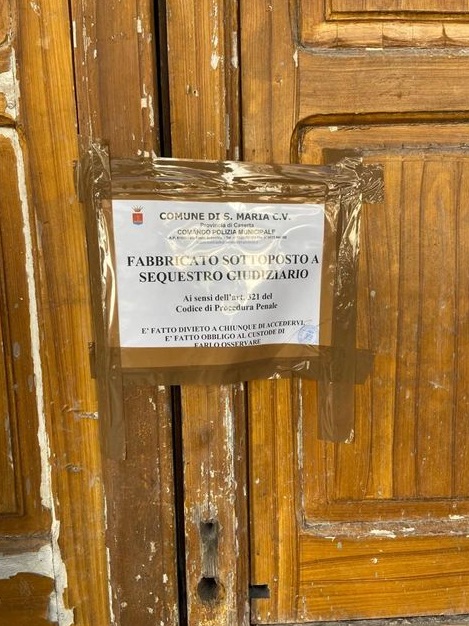 COMUNE DI S. MARIA C.V.
Provincia di Caserta
COMANDO POLIZIA MUNICIPALE
FABBRICATO SOTTOPOSTO A
SEQUESTRO GIUDIZIARIO
Ai sensi dell'art. 321 del
Codice di Procedura Penale
E' FATTO DIVIETO A CHIUNQUE DI ACCEDERVI,
E' FATTO OBBLIGO AL CUSTODE DI
FARLO OSSERVARE